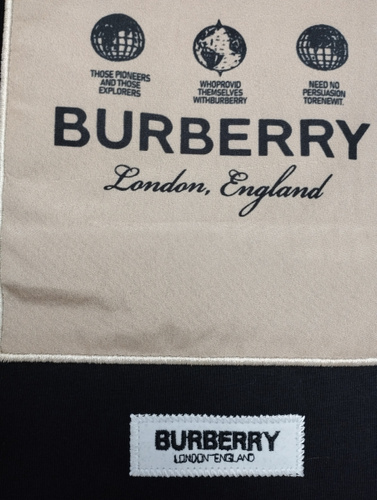 THOSE PIONEERS
AND THOSE
EXPLORERS
WHOPROVID
THEMSELVES
WITHBURBERRY
NEED NO
PERSUASION
TORENEWIT.
BURBERRY
London, England
BURBERRY
LONDON ENGLAND